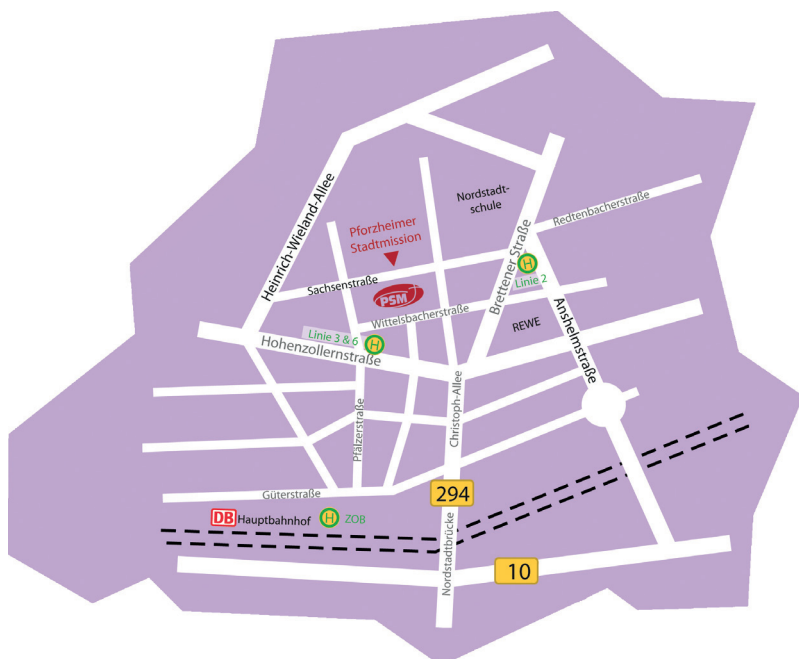 Heinrich-Wieland-Allee
Nordstadt-
schule
Redtenbacherstraße
Pforzheimer
Stadtmission
Sachsenstraße
Brettener Straße
H
Linie 2
PSM
Wittelsbacherstraße
Anshelmstraße
REWE
Linie 3 & 6
H
Hohenzollernstraße
Christoph-Allee
Pfälzerstraße
Güterstraße
294
DB Hauptbahnhof
H ZOB
Nordstadtbrücke
10